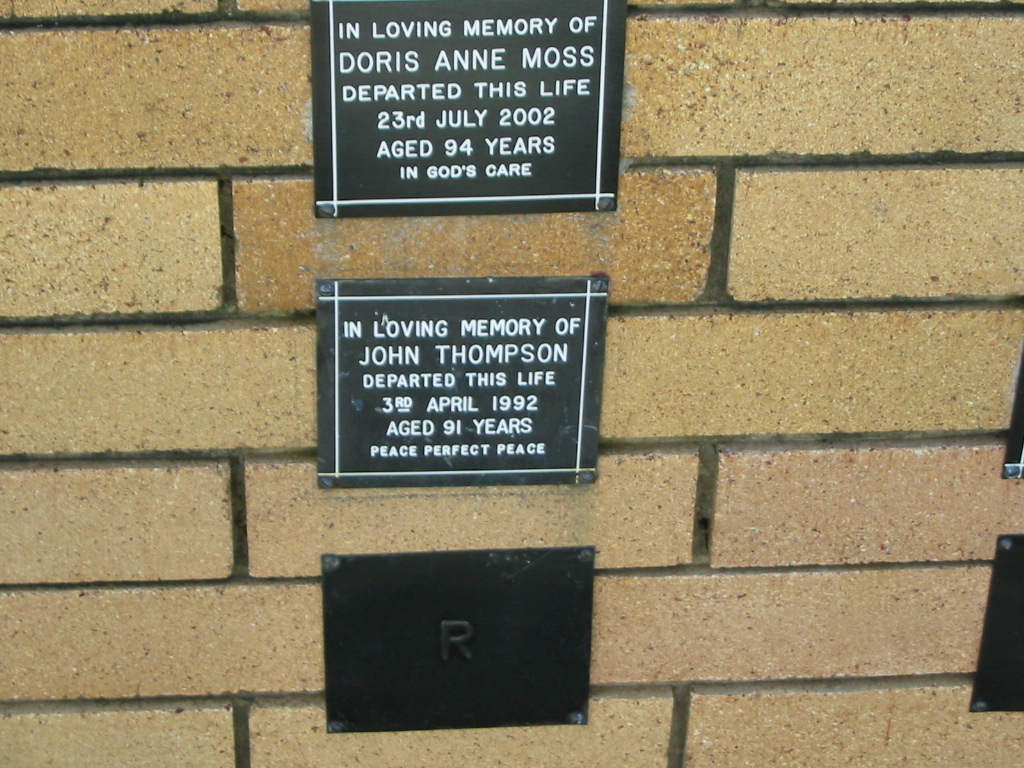 IN LOVING MEMORY OF
DORIS ANNE MOSS
DEPARTED THIS LIFE
23rd JULY 2002
AGED 94 YEARS
IN GOD'S CARE
IN LOVING MEMORY OF
JOHN THOMPSON
DEPARTED THIS LIFE
3RD APRIL 1992
AGED 91 YEARS
PEACE PERFECT PEACE
R